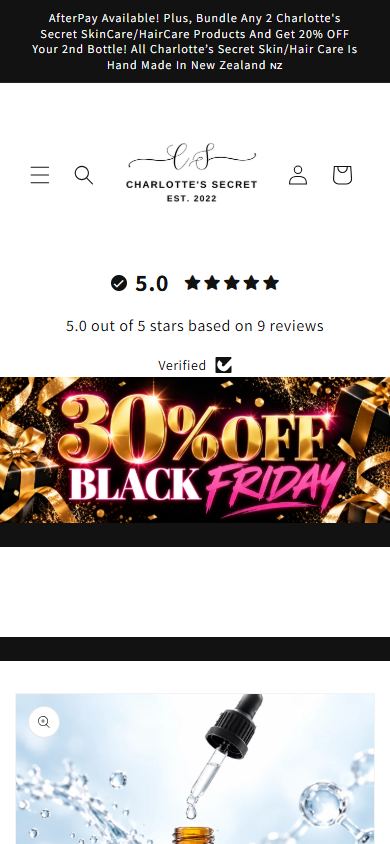 AfterPay Available! Plus, Bundle Any 2 Charlotte's
Secret SkinCare/HairCare Products And Get 20% OFF
Your 2nd Bottle! All Charlotte’s Secret Skin/Hair Care Is
Hand Made In New Zealand NZ
CS
CHARLOTTE'S SECRET
EST. 2022
5.0
5.0 out of 5 stars based on 9 reviews
Verified
30% OFF
BLACK FRIDAY